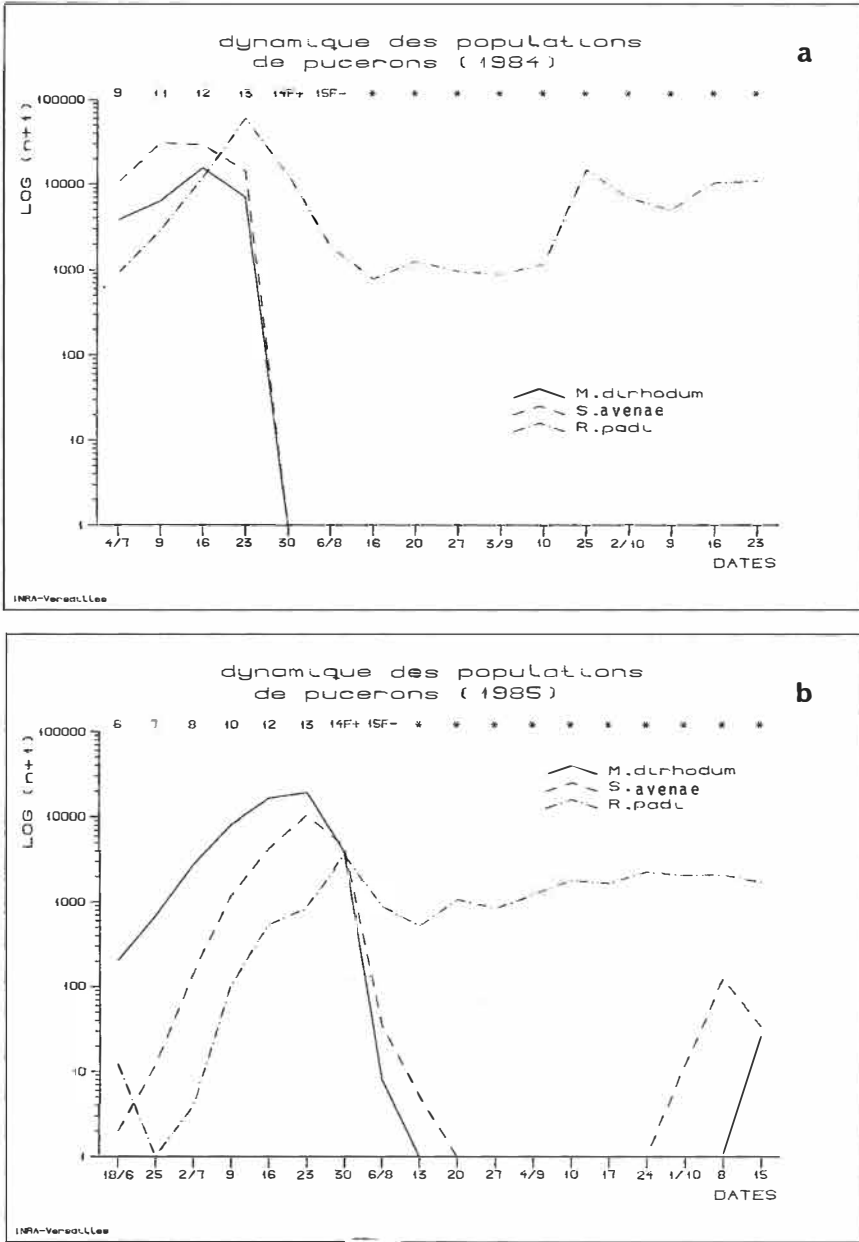 dynamique des populations
de pucerons (1984)
a
9 11 12 13 14F+ 15F- * * * * * * * * * *
LOG (n+1)
100000
10000
1000
100
10
1
M.dirhodum
S.avenae
R.padi
4/7 9 16 23 30 6/8 16 20 27 3/9 10 25 2/10 9 16 23
DATES
INRA-Versailles
dynamique des populations
de pucerons (1985)
b
6 7 8 10 12 13 14F+ 15F- * * * * * * * * * *
LOG (n+1)
100000
10000
1000
100
10
1
M.dirhodum
S.avenae
R.padi
18/6 25 2/7 9 16 23 30 6/8 13 20 27 4/9 10 17 24 1/10 8 15
DATES
INRA-Versailles